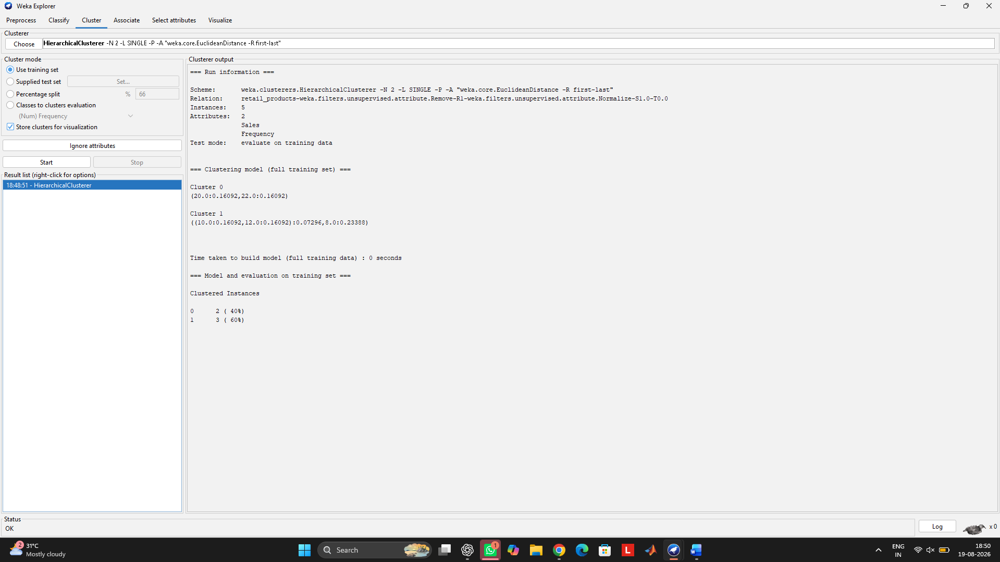 Weka Explorer
Preprocess Classify Cluster Associate Select attributes Visualize
Clusterer
Choose HierarchicalClusterer -N 2 -L SINGLE -P -A "weka.core.EuclideanDistance -R first-last"
Cluster mode
Use training set
Supplied test set Set...
Percentage split % 66
Classes to clusters evaluation
(Num) Frequency
Store clusters for visualization
Ignore attributes
Start Stop
Result list (right-click for options)
18:48:51 - HierarchicalClusterer
Clusterer output
=== Run information ===
Scheme: weka.clusterers.HierarchicalClusterer -N 2 -L SINGLE -P -A "weka.core.EuclideanDistance -R first-last"
Relation: retail_products-weka.filters.unsupervised.attribute.Remove-R1-weka.filters.unsupervised.attribute.Normalize-S1.0-T0.0
Instances: 5
Attributes: 2
Sales
Frequency
Test mode: evaluate on training data
=== Clustering model (full training set) ===
Cluster 0
(20.0:0.16092,22.0:0.16092)
Cluster 1
((10.0:0.16092,12.0:0.16092):0.07296,8.0:0.23388)
Time taken to build model (full training data) : 0 seconds
=== Model and evaluation on training set ===
Clustered Instances
0 2 ( 40%)
1 3 ( 60%)
Status
OK
Log x 0
2 31°C
Mostly cloudy
Search
1
L
W
ENG
IN
18:50
19-08-2026